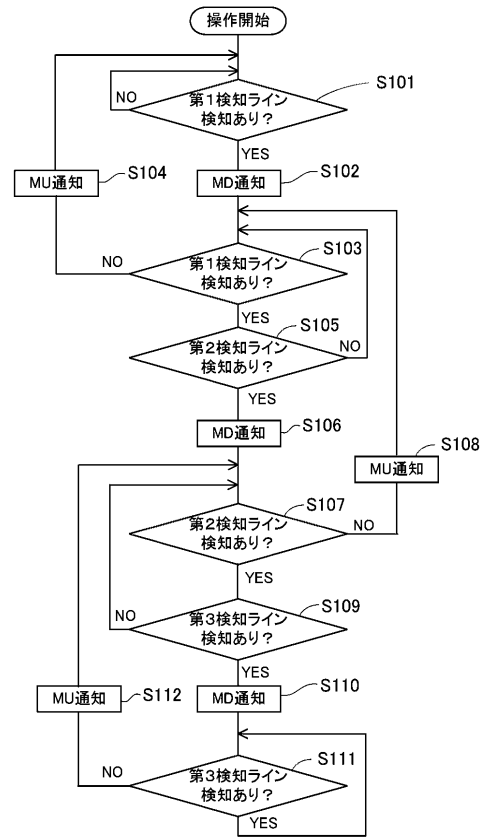 操作開始
第1検知ライン
検知あり？
S101
NO
YES
MU通知
S104
MD通知
S102
第1検知ライン
検知あり？
S103
NO
YES
第2検知ライン
検知あり？
S105
NO
YES
MD通知
S106
MU通知
S108
第2検知ライン
検知あり？
S107
NO
YES
第3検知ライン
検知あり？
S109
NO
YES
MU通知
S112
MD通知
S110
第3検知ライン
検知あり？
S111
NO
YES